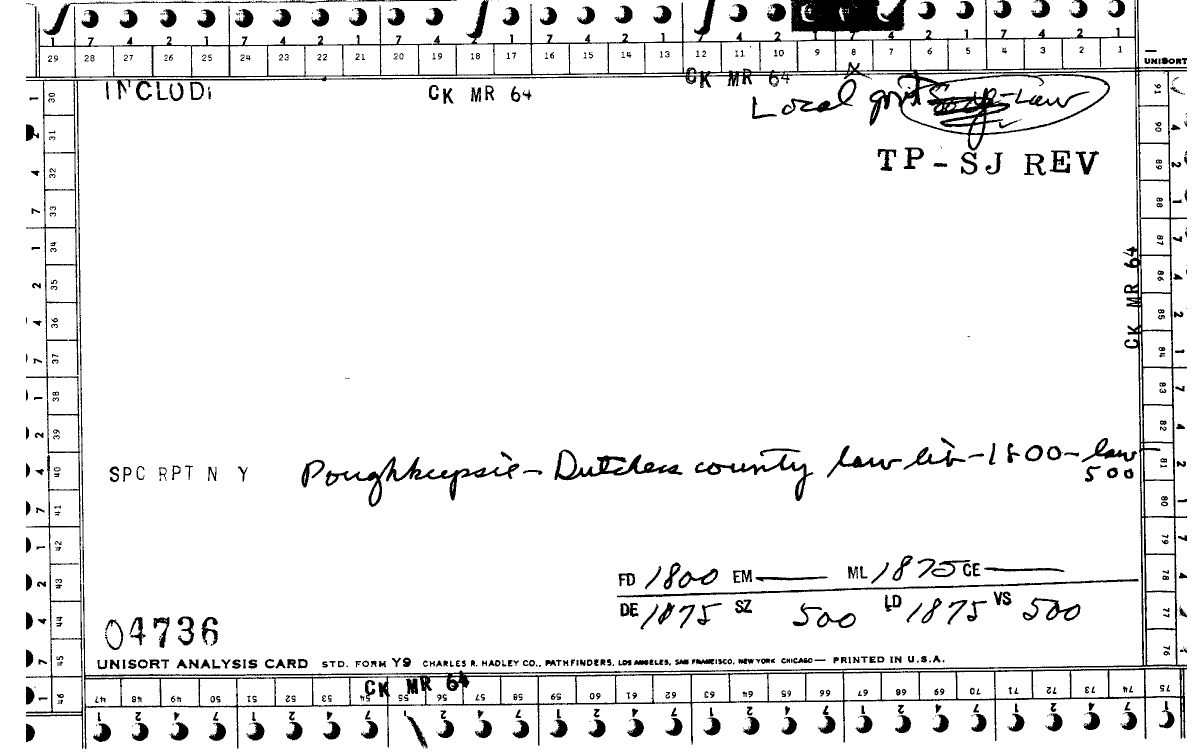 1 7 4 2 1 7 4 2 1 7 4 2 1 7 4 2 1 7 4 2 1 7 4 2 1 7 4 2 1
29 28 27 26 25 24 23 22 21 20 19 18 17 16 15 14 13 12 11 10 9 8 7 6 5 4 3 2 1
UNISORT
CK MR 64
INCLUDI
CK MR 64
Local govt Law
TP-SJ REV
CK MR 64
SPC RPT N Y Poughkeepsie - Dutchess county law lib - 1800 - law
500
FD 1800 EM — ML 1875 CE —
DE 1875 SZ 500 LD 1875 VS 500
04736
UNISORT ANALYSIS CARD STD. FORM Y9 CHARLES R. HADLEY CO., PATHFINDERS, LOS ANGELES, SAN FRANCISCO, NEW YORK CHICAGO — PRINTED IN U.S.A.
CK MR 64
47 48 49 50 51 52 53 54 55 56 57 58 59 60 61 62 63 64 65 66 67 68 69 70 71 72 73 74 75
30 31 32 33 34 35 36 37 38 39 40 41 42 43 44 45 46
91 90 89 88 87 86 85 84 83 82 81 80 79 78 77 76